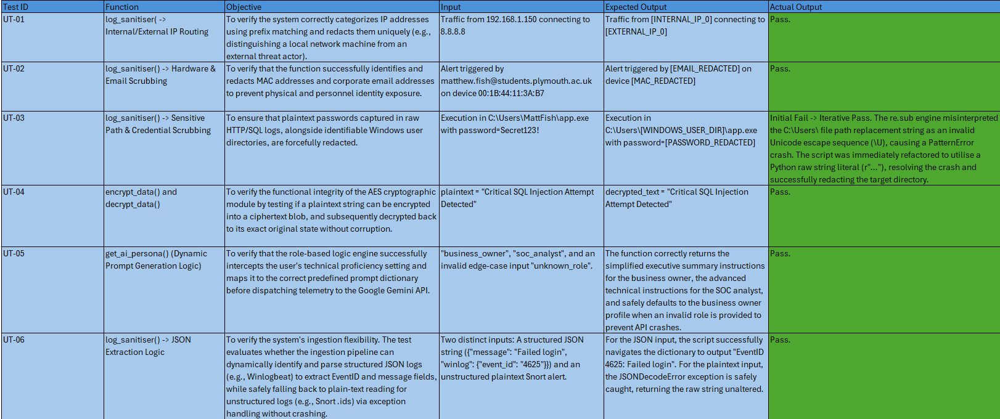 Test ID Function Objective Input Expected Output Actual Output
UT-01
log_sanitiser( ->
Internal/External IP Routing
To verify the system correctly categorizes IP addresses
using prefix matching and redacts them uniquely (e.g.,
distinguishing a local network machine from an
external threat actor).
Traffic from 192.168.1.150 connecting to
8.8.8.8
Traffic from [INTERNAL_IP_0] connecting to
[EXTERNAL_IP_0]
Pass.
UT-02
log_sanitiser() -> Hardware &
Email Scrubbing
To verify that the function successfully identifies and
redacts MAC addresses and corporate email addresses
to prevent physical and personnel identity exposure.
Alert triggered by
matthew.fish@students.plymouth.ac.uk
on device 00:1B:44:11:3A:B7
Alert triggered by [EMAIL_REDACTED] on
device [MAC_REDACTED]
Pass.
UT-03
log_sanitiser() -> Sensitive
Path & Credential Scrubbing
To ensure that plaintext passwords captured in raw
HTTP/SQL logs, alongside identifiable Windows user
directories, are forcefully redacted.
Execution in C:\Users\MattFish\app.exe
with password=Secret123!
Execution in
C:\Users\[WINDOWS_USER_DIR]\app.exe
with password=[PASSWORD_REDACTED]
Initial Fail -> Iterative Pass. The re.sub engine misinterpreted
the C:\Users\ file path replacement string as an invalid
Unicode escape sequence (\U), causing a PatternError
crash. The script was immediately refactored to utilise a
Python raw string literal (r"..."), resolving the crash and
successfully redacting the target directory.
UT-04
encrypt_data() and
decrypt_data()
To verify the functional integrity of the AES cryptographic
module by testing if a plaintext string can be encrypted
into a ciphertext blob, and subsequently decrypted back
to its exact original state without corruption.
plaintext = "Critical SQL Injection Attempt
Detected"
decrypted_text = "Critical SQL Injection
Attempt Detected"
Pass.
UT-05
get_ai_persona() (Dynamic
Prompt Generation Logic)
To verify that the role-based logic engine successfully
intercepts the user's technical proficiency setting and
maps it to the correct predefined prompt dictionary
before dispatching telemetry to the Google Gemini API.
"business_owner", "soc_analyst", and an
invalid edge-case input "unknown_role".
The function correctly returns the
simplified executive summary instructions
for the business owner, the advanced
technical instructions for the SOC analyst,
and safely defaults to the business owner
profile when an invalid role is provided to
prevent API crashes.
Pass.
UT-06
log_sanitiser() -> JSON
Extraction Logic
To verify the system's ingestion flexibility. The test
evaluates whether the ingestion pipeline can
dynamically identify and parse structured JSON logs
(e.g., Winlogbeat) to extract EventID and message fields,
while safely falling back to plain-text reading for
unstructured logs (e.g., Snort .ids) via exception
handling without crashing.
Two distinct inputs: A structured JSON
string ({"message": "Failed login",
"winlog": {"event_id": "4625"}}) and an
unstructured plaintext Snort alert.
For the JSON input, the script successfully
navigates the dictionary to output "EventID
4625: Failed login". For the plaintext input,
the JSONDecodeError exception is safely
caught, returning the raw string unaltered.
Pass.